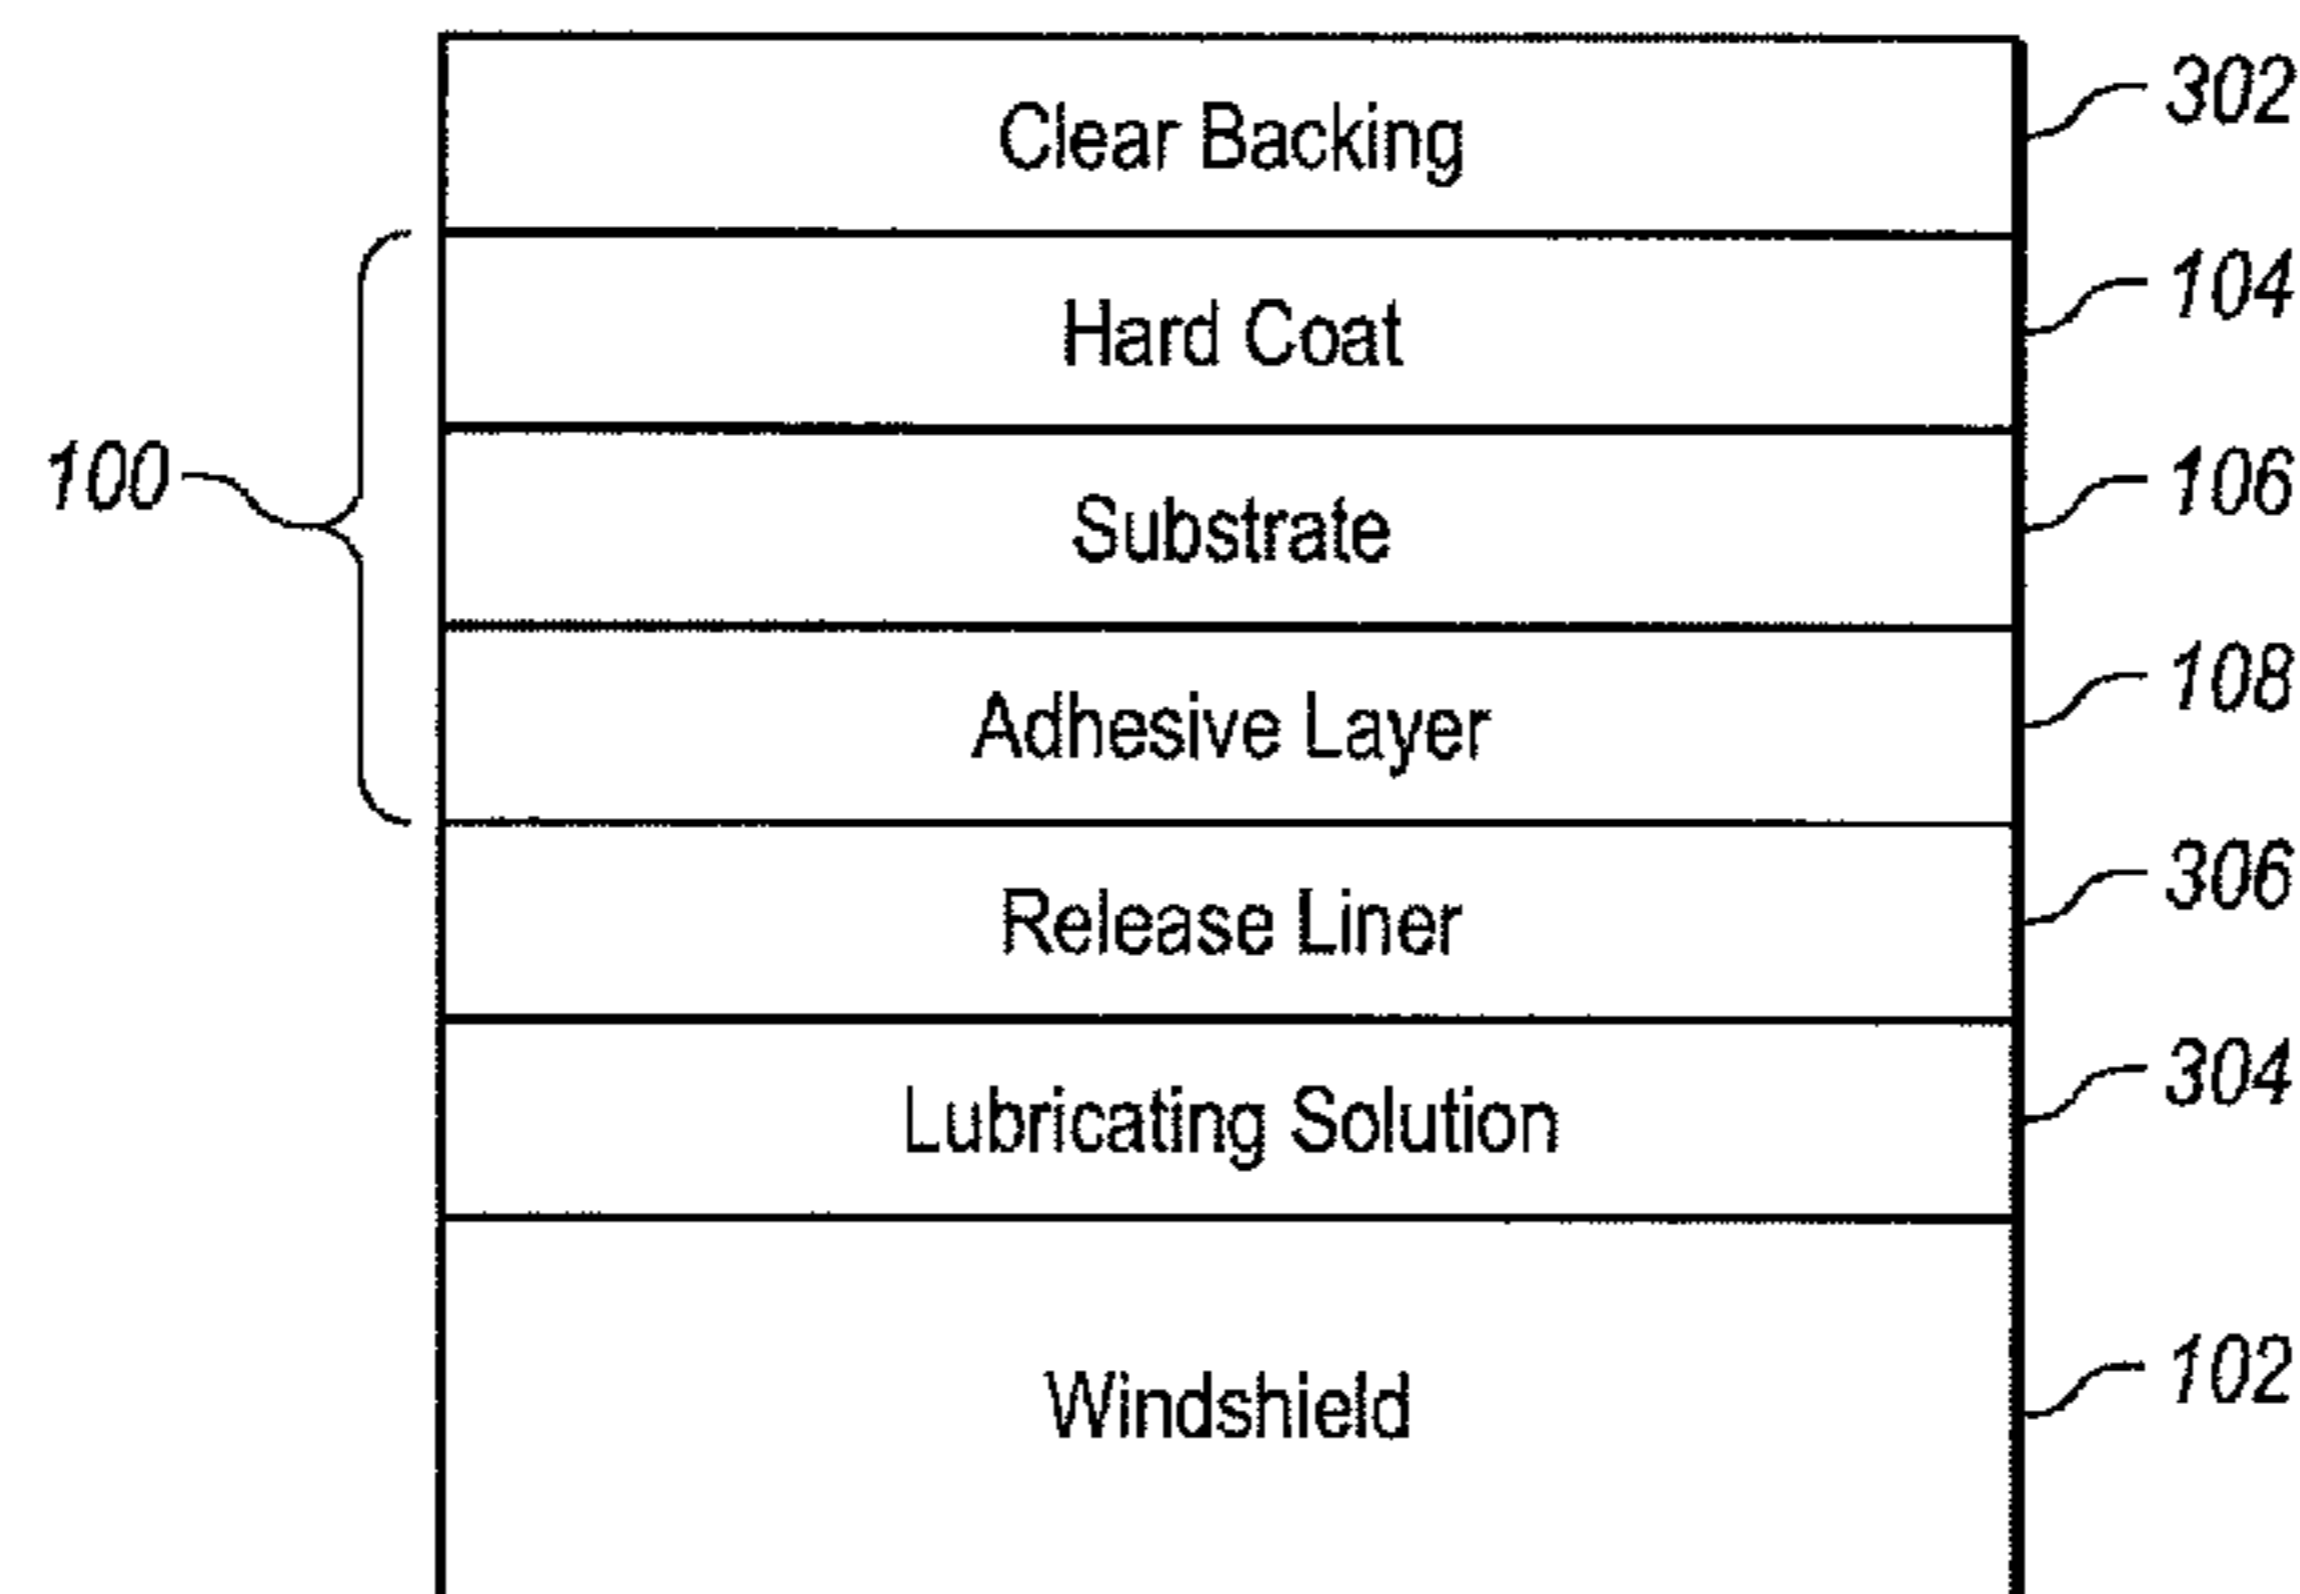 Clear Backing
302
Hard Coat
104
100
Substrate
106
Adhesive Layer
108
Release Liner
306
Lubricating Solution
304
Windshield
102